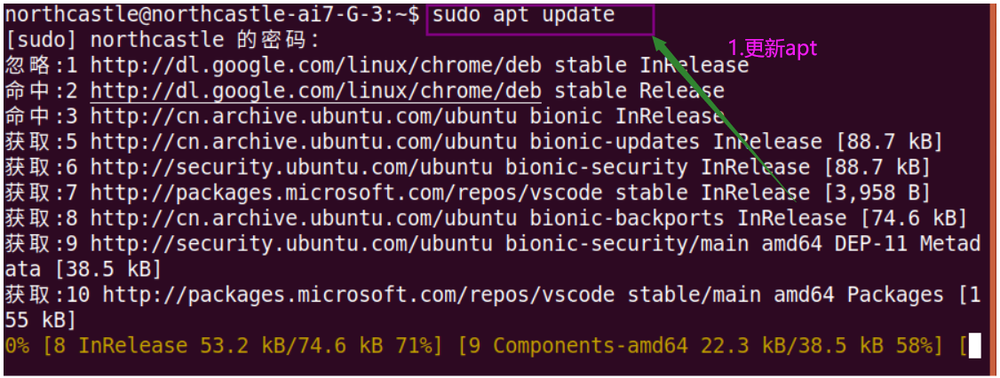 northcastle@northcastle-ai7-G-3:~$ sudo apt update
[sudo] northcastle 的密码：
1.更新apt
忽略:1 http://dl.google.com/linux/chrome/deb stable InRelease
命中:2 http://dl.google.com/linux/chrome/deb stable Release
命中:3 http://cn.archive.ubuntu.com/ubuntu bionic InRelease
获取:5 http://cn.archive.ubuntu.com/ubuntu bionic-updates InRelease [88.7 kB]
获取:6 http://security.ubuntu.com/ubuntu bionic-security InRelease [88.7 kB]
获取:7 http://packages.microsoft.com/repos/vscode stable InRelease [3,958 B]
获取:8 http://cn.archive.ubuntu.com/ubuntu bionic-backports InRelease [74.6 kB]
获取:9 http://security.ubuntu.com/ubuntu bionic-security/main amd64 DEP-11 Metad
ata [38.5 kB]
获取:10 http://packages.microsoft.com/repos/vscode stable/main amd64 Packages [1
55 kB]
0% [8 InRelease 53.2 kB/74.6 kB 71%] [9 Components-amd64 22.3 kB/38.5 kB 58%] [